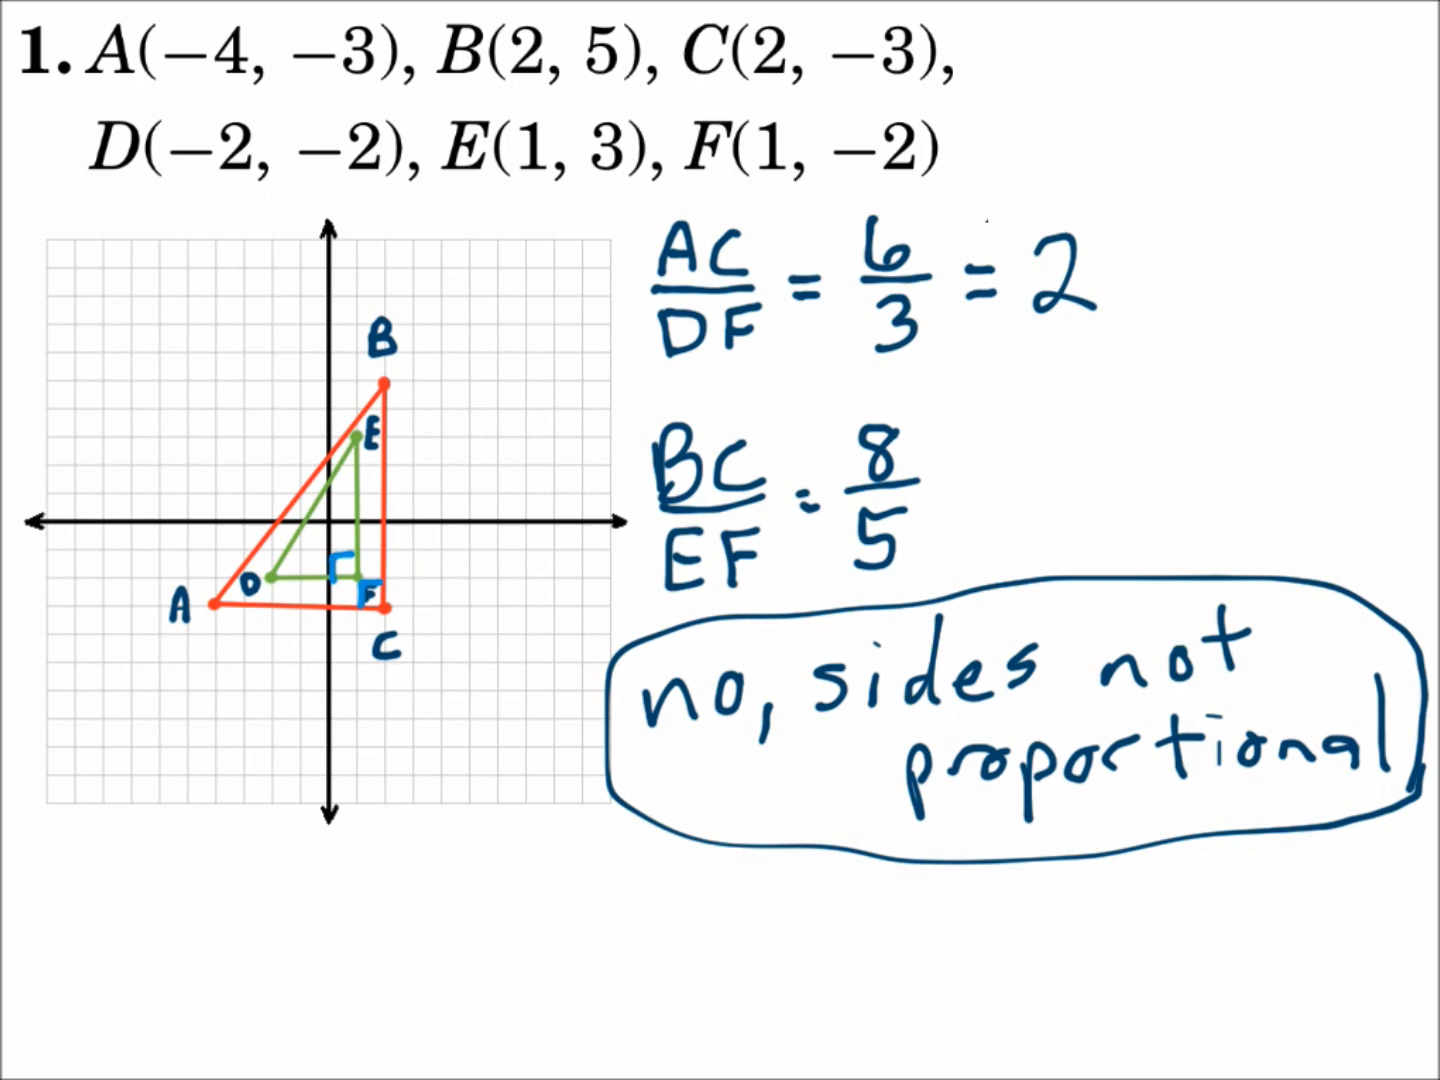 1. A(−4, −3), B(2, 5), C(2, −3),
D(−2, −2), E(1, 3), F(1, −2)
AC/DF = 6/3 = 2
B
E
BC/EF = 8/5
D
F
A
C
no, sides not
proportional